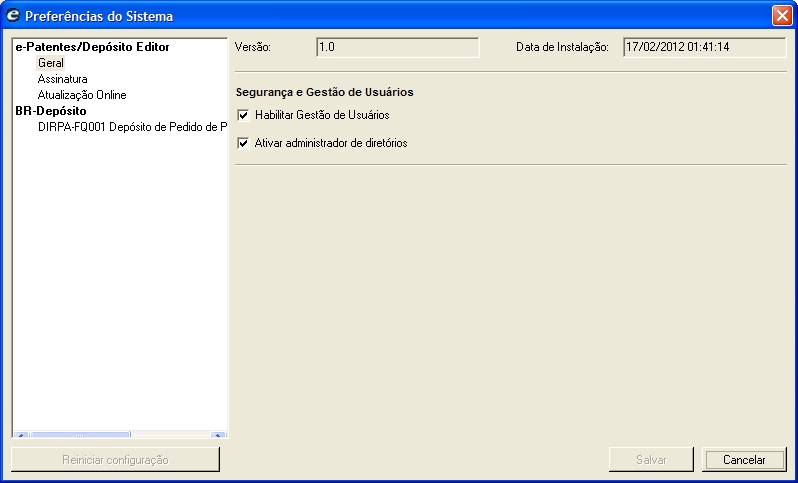 Preferências do Sistema
e-Patentes/Depósito Editor
Geral
Assinatura
Atualização Online
BR-Depósito
DIRPA-FQ001 Depósito de Pedido de P
Versão: 1.0 Data de Instalação: 17/02/2012 01:41:14
Segurança e Gestão de Usuários
Habilitar Gestão de Usuários
Ativar administrador de diretórios
Reiniciar configuração Salvar Cancelar